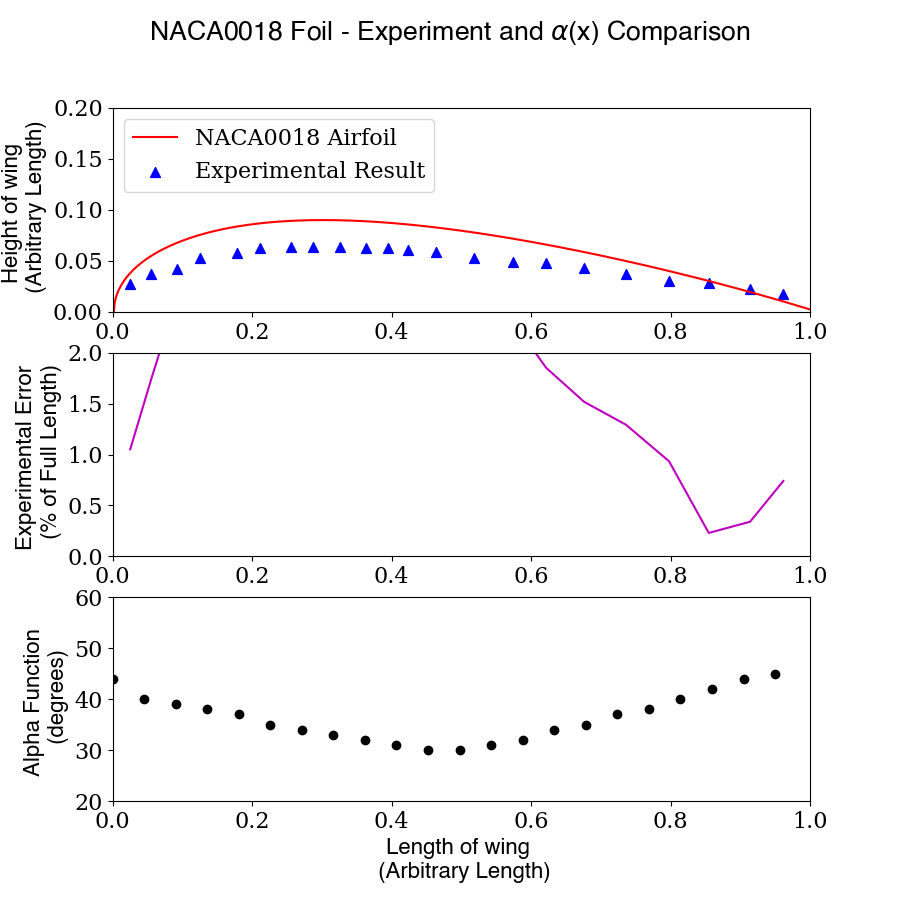 NACA0018 Foil - Experiment and α(x) Comparison
Height of wing
(Arbitrary Length)
0.20
0.15
0.10
0.05
0.00
NACA0018 Airfoil
Experimental Result
0.0 0.2 0.4 0.6 0.8 1.0
Experimental Error
(% of Full Length)
2.0
1.5
1.0
0.5
0.0
0.0 0.2 0.4 0.6 0.8 1.0
Alpha Function
(degrees)
60
50
40
30
20
0.0 0.2 0.4 0.6 0.8 1.0
Length of wing
(Arbitrary Length)